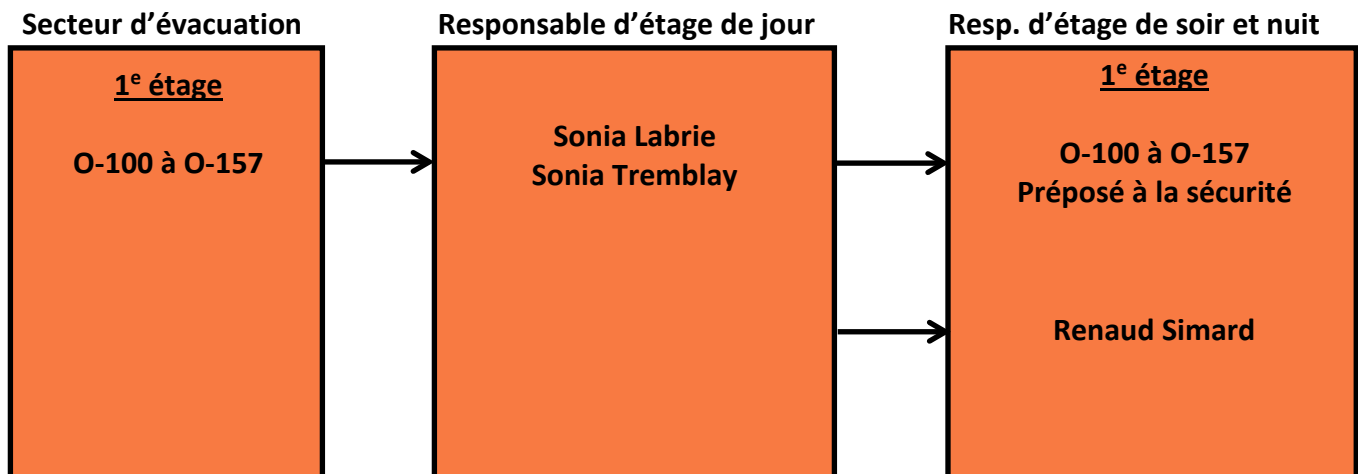 Secteur d'évacuation
1e étage
O-100 à O-157
Responsable d'étage de jour
Sonia Labrie
Sonia Tremblay
Resp. d'étage de soir et nuit
1e étage
O-100 à O-157
Préposé à la sécurité
Renaud Simard